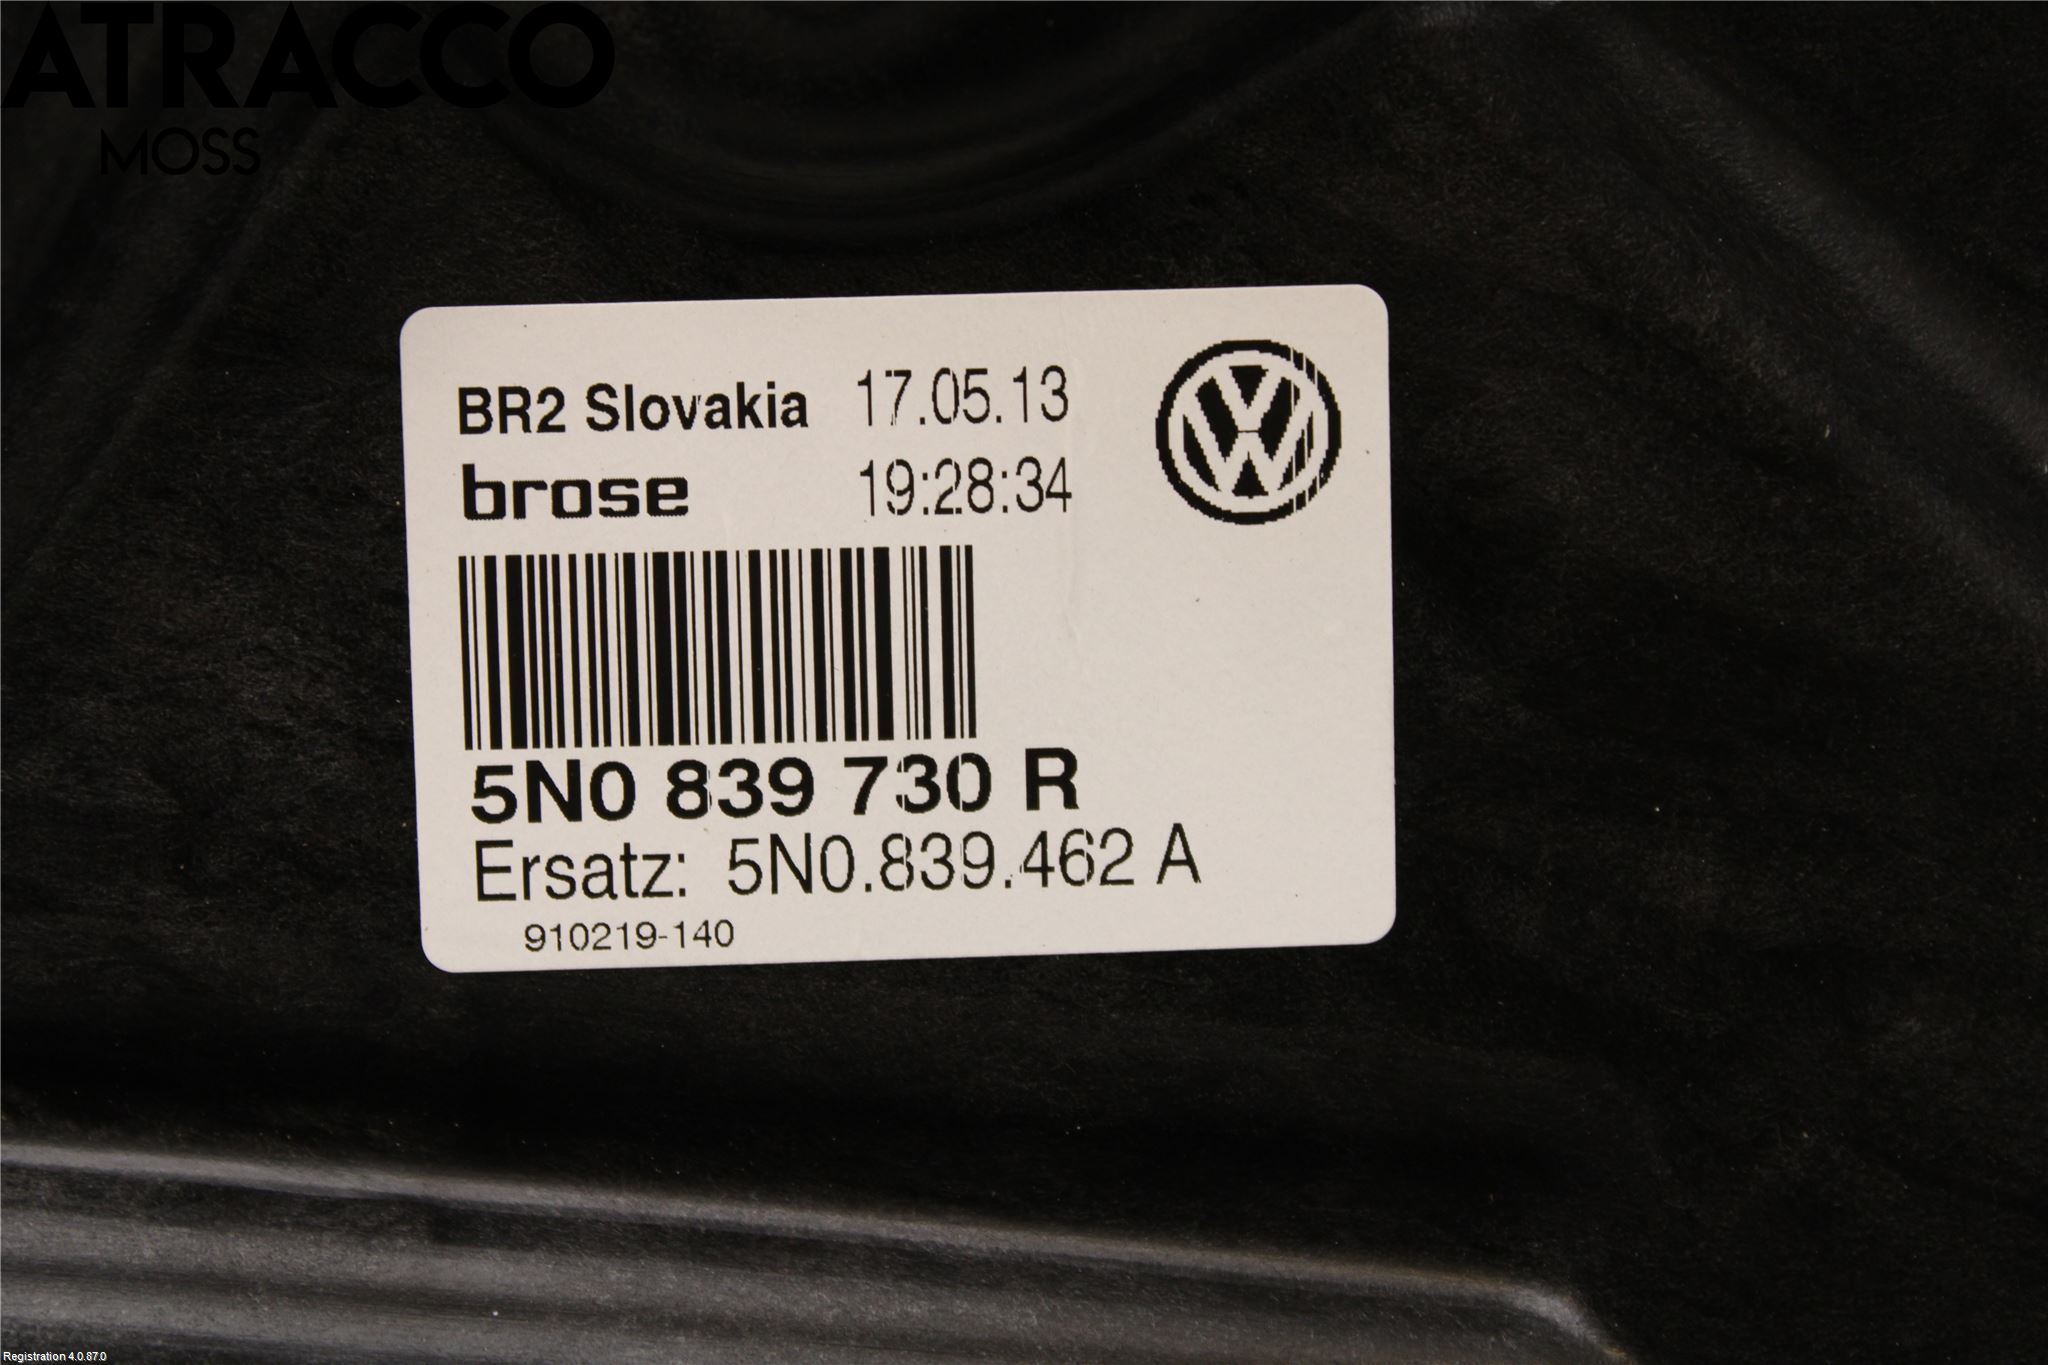 ATRACCO
MOSS
BR2 Slovakia 17.05.13
brose 19:28:34
5N0 839 730 R
Ersatz: 5N0.839.462 A
910219-140
Registration 4.0.87.0